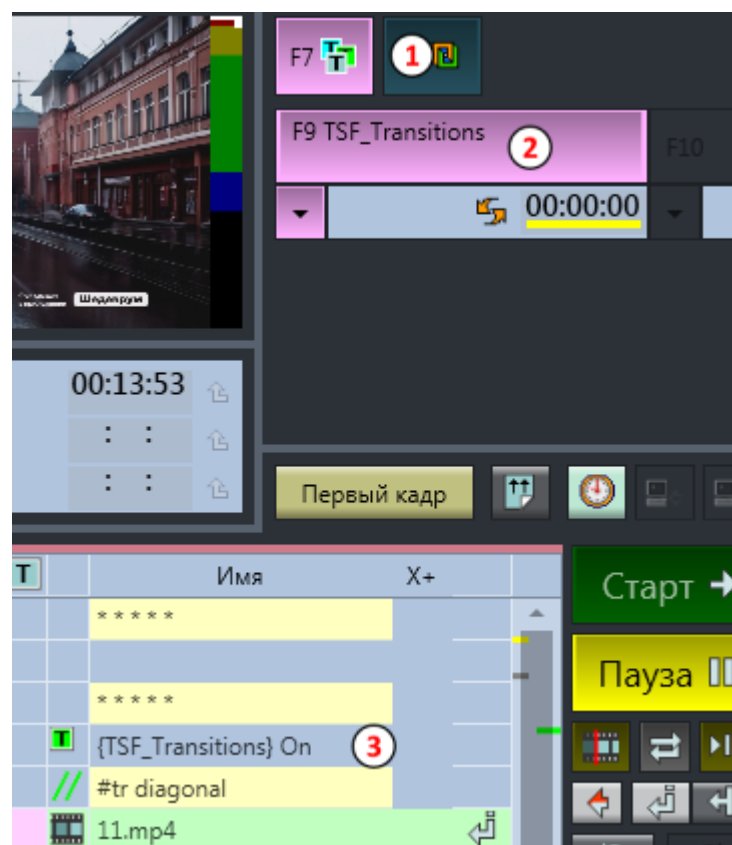 F7
1
F9 TSF_Transitions
2
F10
00:00:00
Шедеврум
00:13:53
: :
: :
Первый кадр
T
Имя
X+
* * * * *
* * * * *
T
{TSF_Transitions} On
3
// #tr diagonal
11.mp4
Старт
Пауза